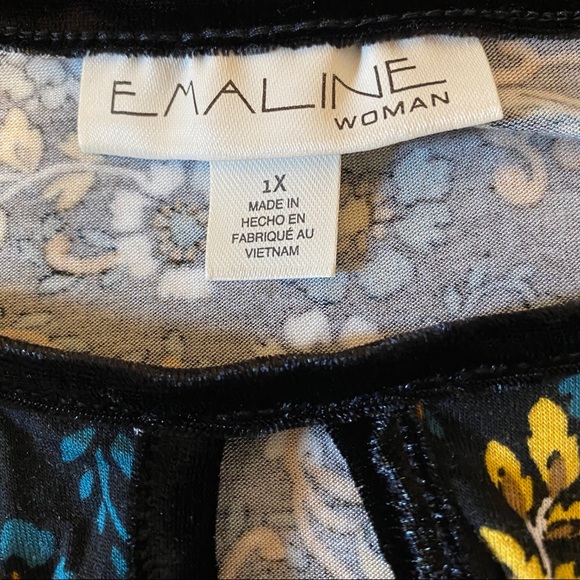 EMALINE
WOMAN
1X
MADE IN
HECHO EN
FABRIQUÉ AU
VIETNAM